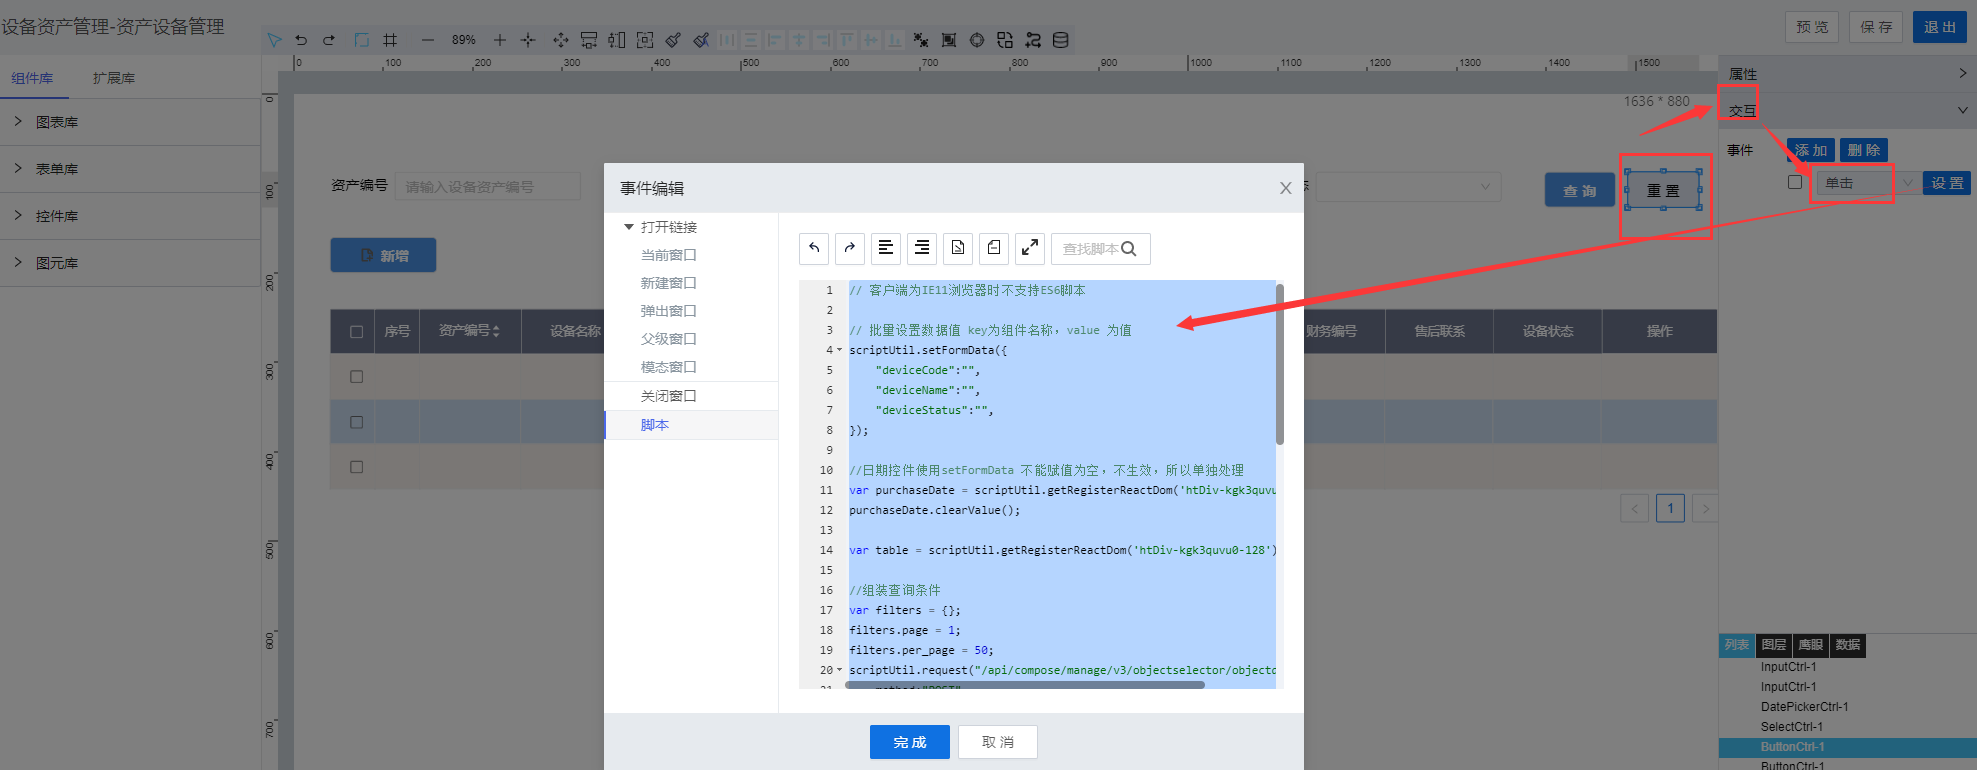 设备资产管理-资产设备管理
89%
预 览
保 存
退 出
组件库
扩展库
图表库
表单库
控件库
图元库
0
100
200
300
400
500
600
700
800
900
1000
1100
1200
1300
1400
1500
0
100
200
300
400
500
600
700
1636 * 880
资产编号
请输入设备资产编号
查 询
重 置
新增
序号
资产编号
设备名称
财务编号
售后联系
设备状态
操作
1
事件编辑
X
打开链接
当前窗口
新建窗口
弹出窗口
父级窗口
模态窗口
关闭窗口
脚本
查找脚本
1 // 客户端为IE11浏览器时不支持ES6脚本
2
3 // 批量设置数据值 key为组件名称，value 为值
4 scriptUtil.setFormData({
5 "deviceCode":"",
6 "deviceName":"",
7 "deviceStatus":"",
8 });
9
10 //日期控件使用setFormData 不能赋值为空，不生效，所以单独处理
11 var purchaseDate = scriptUtil.getRegisterReactDom('htDiv-kgk3quvu
12 purchaseDate.clearValue();
13
14 var table = scriptUtil.getRegisterReactDom('htDiv-kgk3quvu0-128')
15
16 //组装查询条件
17 var filters = {};
18 filters.page = 1;
19 filters.per_page = 50;
20 scriptUtil.request("/api/compose/manage/v3/objectselector/objectc
21 method:"POST"
完 成
取 消
属性
交互
事件
添 加
删 除
单击
设 置
列表
图层
鹰眼
数据
InputCtrl-1
InputCtrl-1
DatePickerCtrl-1
SelectCtrl-1
ButtonCtrl-1
ButtonCtrl-1